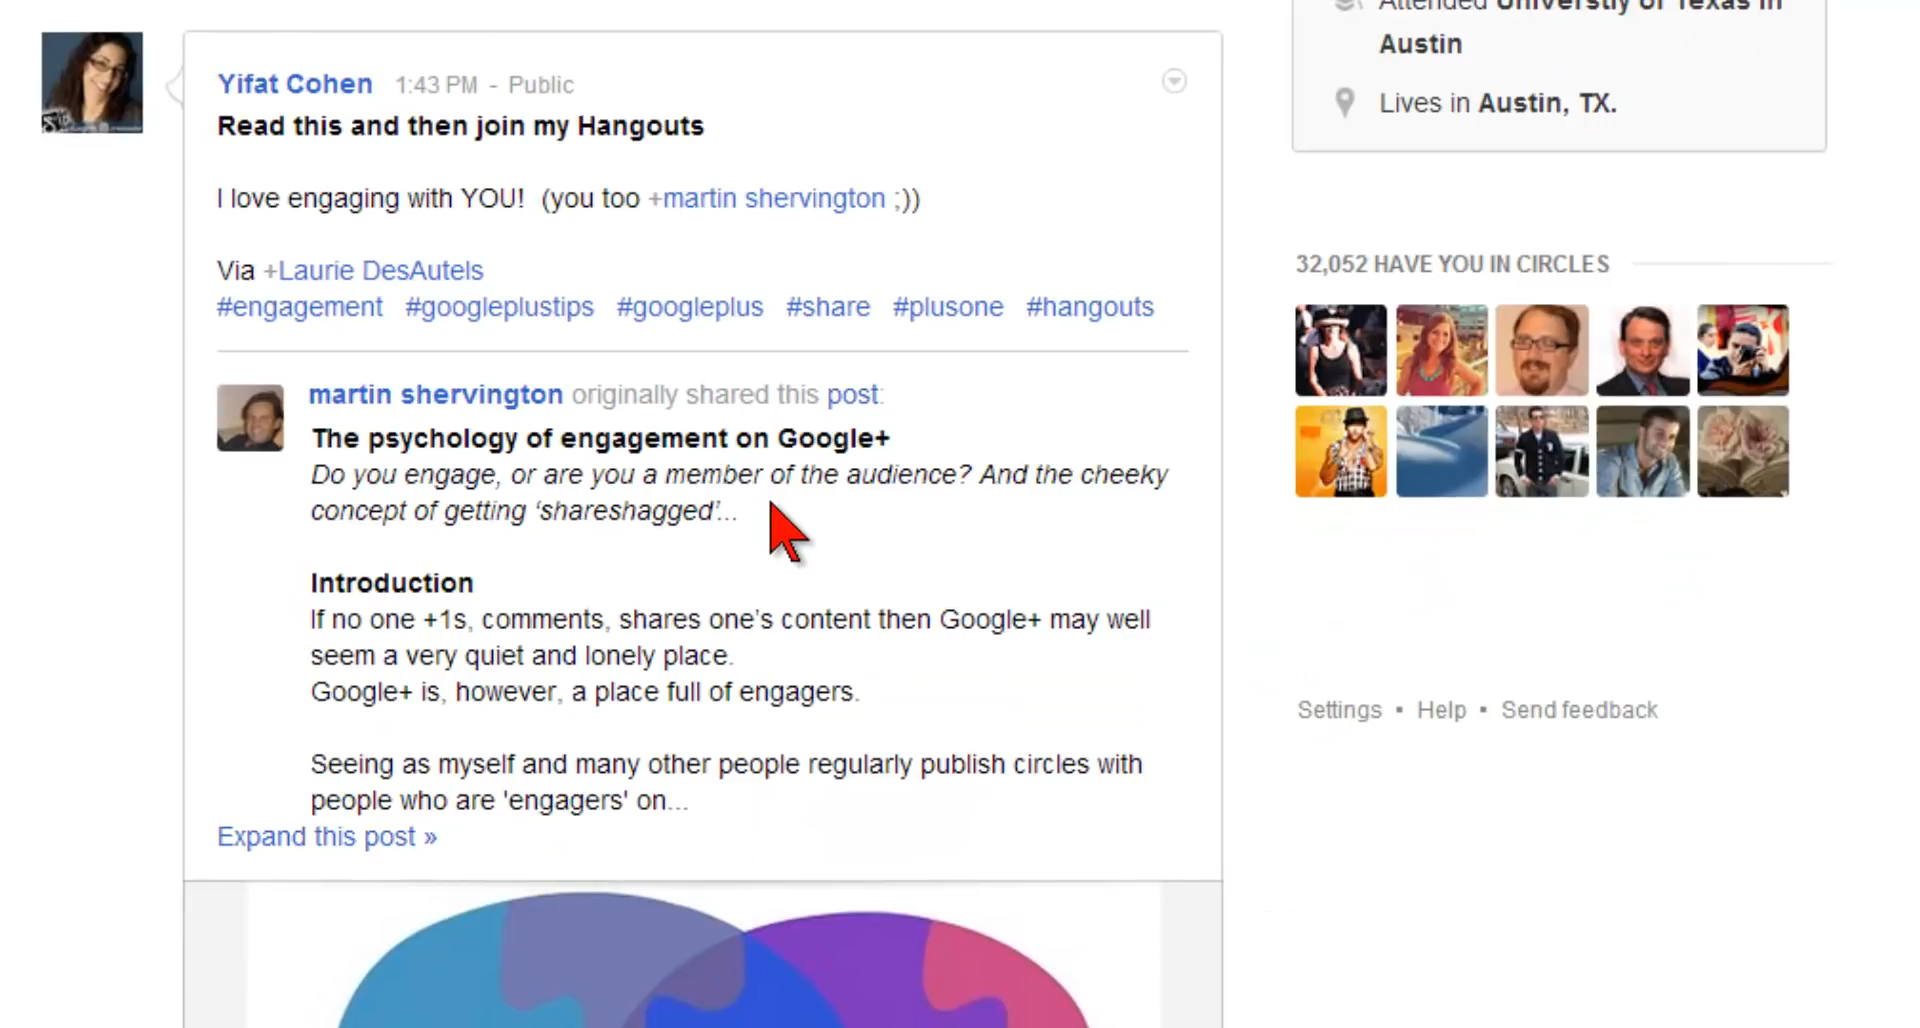 Attended Universtiy of Texas in
Austin
Lives in Austin, TX.
Yifat Cohen 1:43 PM - Public
Read this and then join my Hangouts
I love engaging with YOU! (you too +martin shervington ;))
Via +Laurie DesAutels
#engagement #googleplustips #googleplus #share #plusone #hangouts
martin shervington originally shared this post:
The psychology of engagement on Google+
Do you engage, or are you a member of the audience? And the cheeky
concept of getting ‘shareshagged’...
Introduction
If no one +1s, comments, shares one's content then Google+ may well
seem a very quiet and lonely place.
Google+ is, however, a place full of engagers.
Seeing as myself and many other people regularly publish circles with
people who are 'engagers' on...
Expand this post »
32,052 HAVE YOU IN CIRCLES
Settings ▪ Help ▪ Send feedback